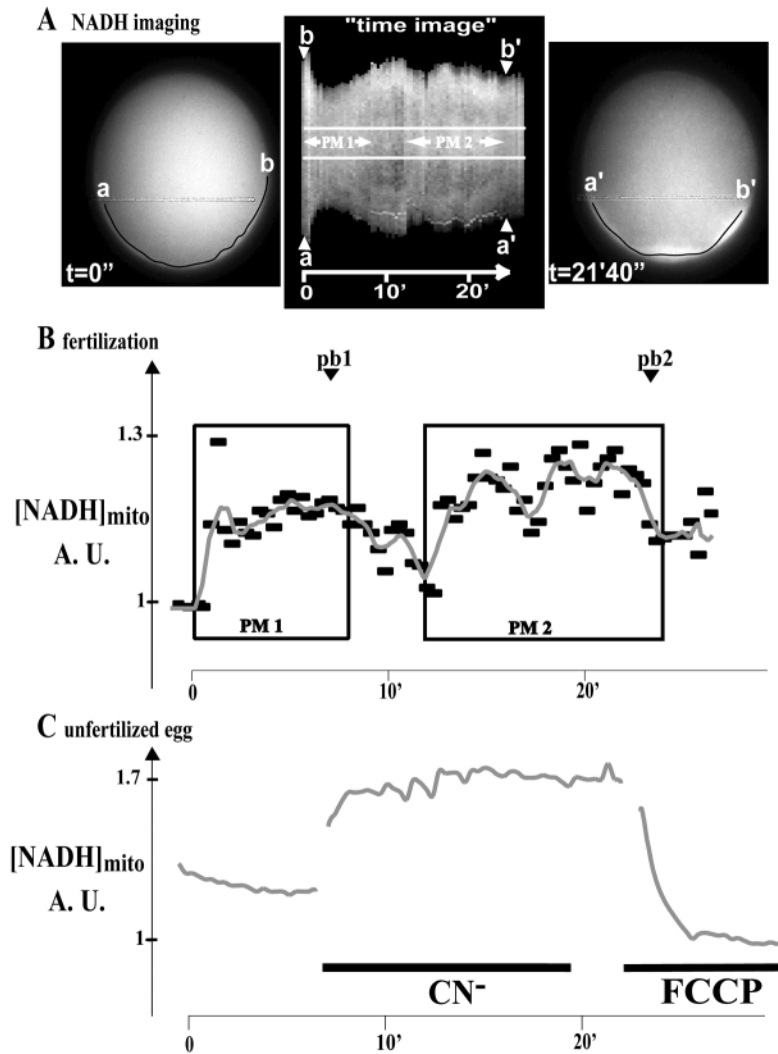 A NADH imaging
"time image"
b
b'
a
b
PM 1
PM 2
a'
b'
a
a'
t=0”
0
10'
20'
t=21'40”
B fertilization
pb1
pb2
1.3
[NADH]mito
A. U.
1
PM 1
PM 2
0
10’
20’
C unfertilized egg
1.7
[NADH]mito
A. U.
1
CN-
FCCP
0
10’
20’